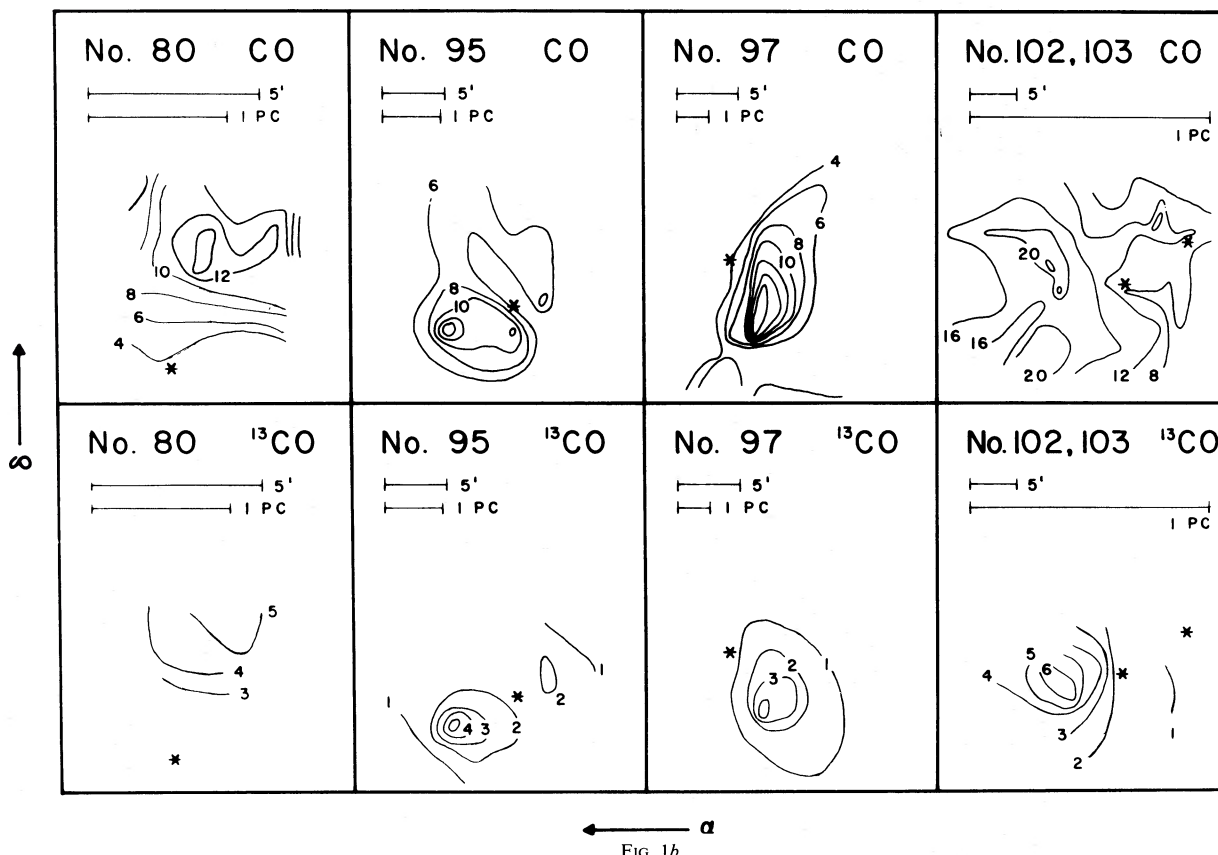 No. 80 CO
5'
1 PC
10
12
8
6
4
*
No. 95 CO
5'
1 PC
6
8
10
*
No. 97 CO
5'
1 PC
4
6
8
10
*
No. 102, 103 CO
5'
1 PC
*
20
*
16
16
20
12
8
δ
No. 80 ¹³CO
5'
1 PC
5
4
3
*
No. 95 ¹³CO
5'
1 PC
1
2
1
*
4 3 2
No. 97 ¹³CO
5'
1 PC
*
3 2 1
No. 102, 103 ¹³CO
5'
1 PC
*
5
6
4
*
3
1
2
α
FIG. 1b